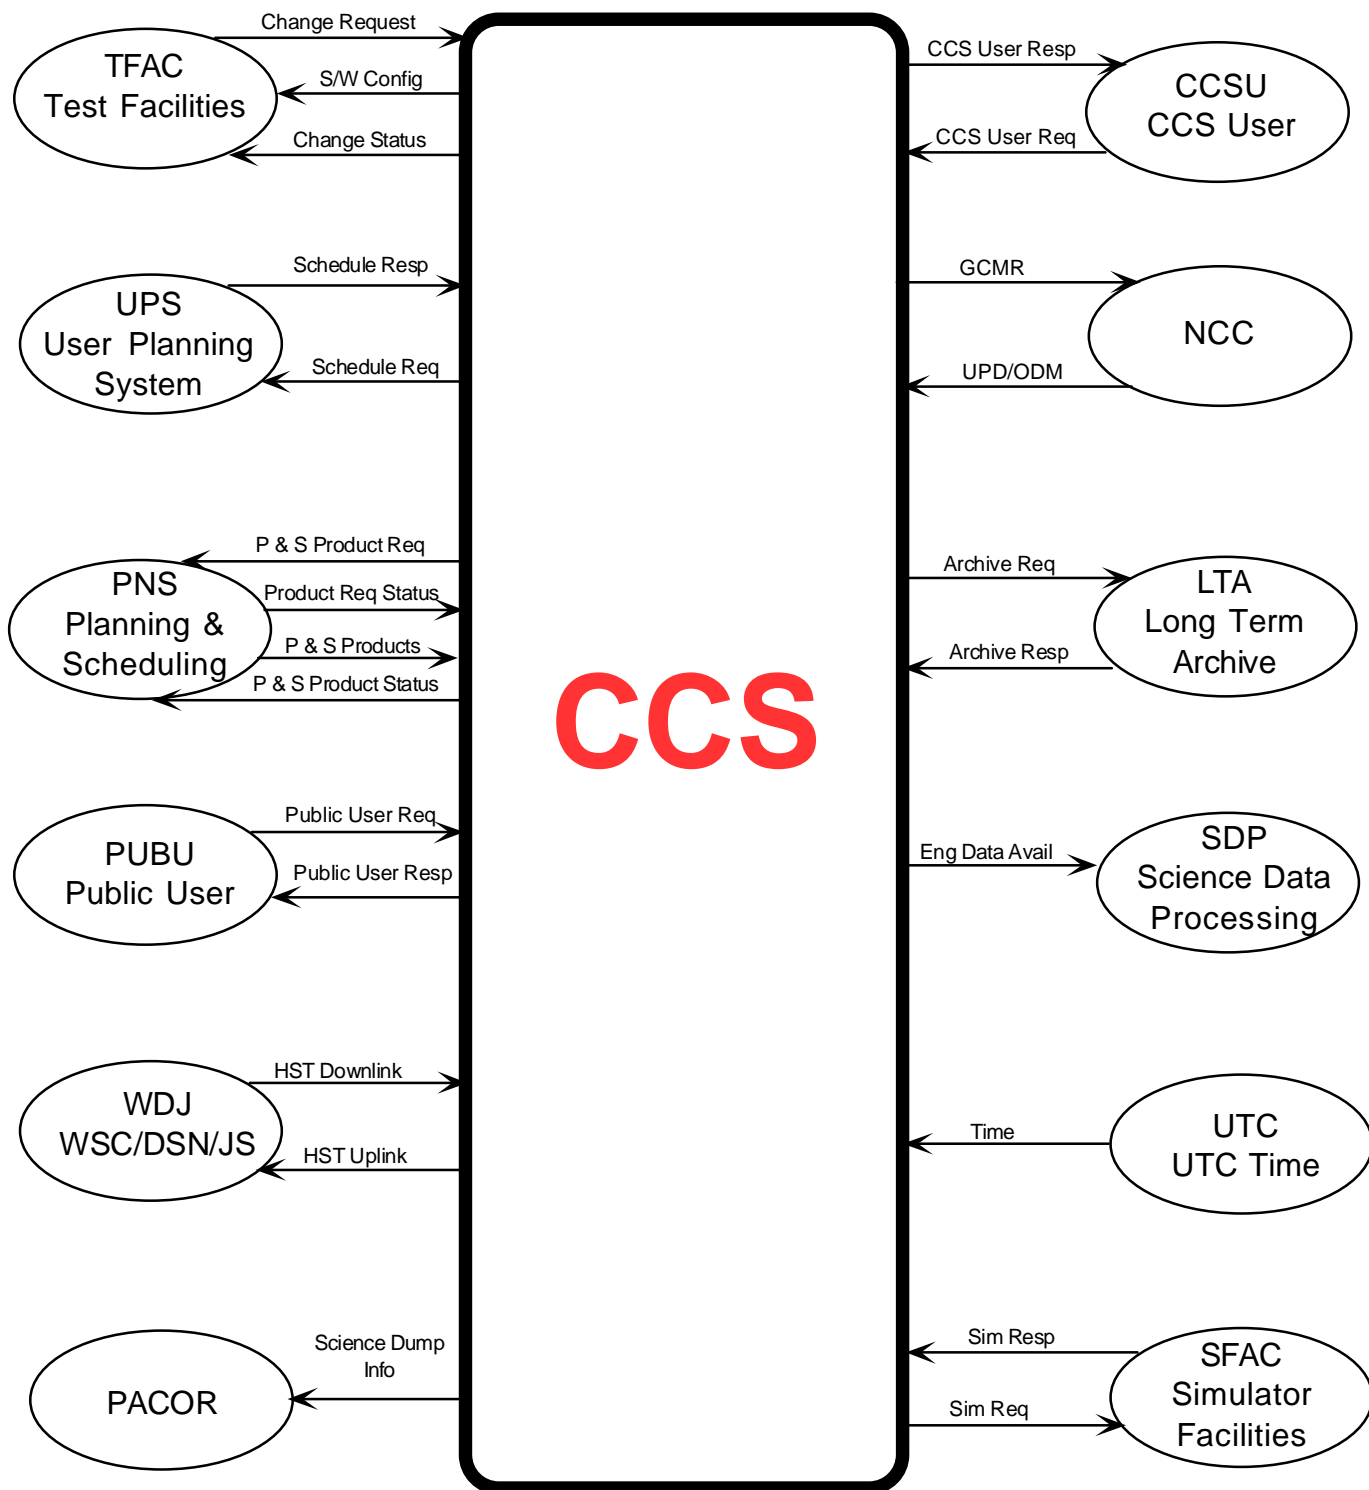 Change Request
TFAC
Test Facilities
S/W Config
Change Status
Schedule Resp
UPS
User Planning
System
Schedule Req
P & S Product Req
PNS
Planning &
Scheduling
Product Req Status
P & S Products
P & S Product Status
Public User Req
PUBU
Public User
Public User Resp
HST Downlink
WDJ
WSC/DSN/JS
HST Uplink
Science Dump
Info
PACOR
CCS
CCS User Resp
CCSU
CCS User
CCS User Req
GCMR
NCC
UPD/ODM
Archive Req
LTA
Long Term
Archive
Archive Resp
Eng Data Avail
SDP
Science Data
Processing
Time
UTC
UTC Time
Sim Resp
SFAC
Simulator
Facilities
Sim Req